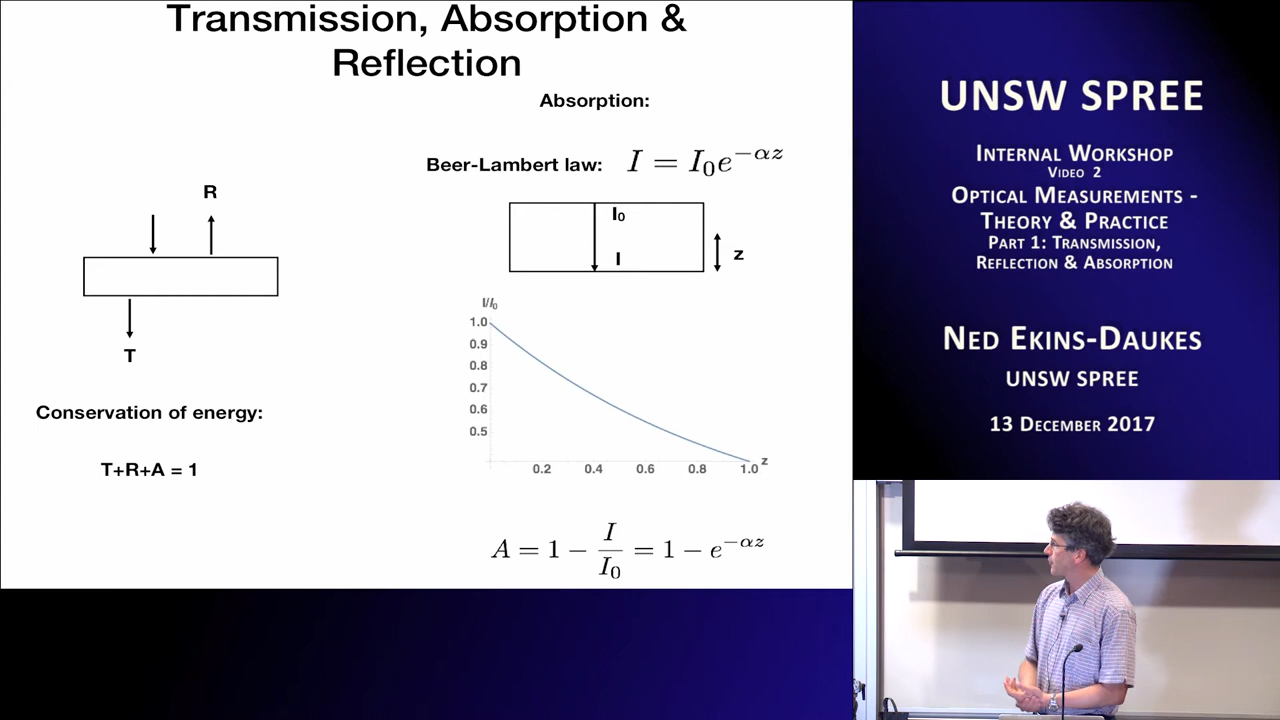 Transmission, Absorption &
Reflection
Absorption:
Beer-Lambert law: I = I₀e^{−αz}
R
T
I₀
I
z
I/I₀
1.0
0.9
0.8
0.7
0.6
0.5
0.2 0.4 0.6 0.8 1.0 z
Conservation of energy:
T+R+A = 1
A = 1 − I/I₀ = 1 − e^{−αz}
UNSW SPREE
INTERNAL WORKSHOP
VIDEO 2
OPTICAL MEASUREMENTS -
THEORY & PRACTICE
PART 1: TRANSMISSION,
REFLECTION & ABSORPTION
NED EKINS-DAUKES
UNSW SPREE
13 DECEMBER 2017